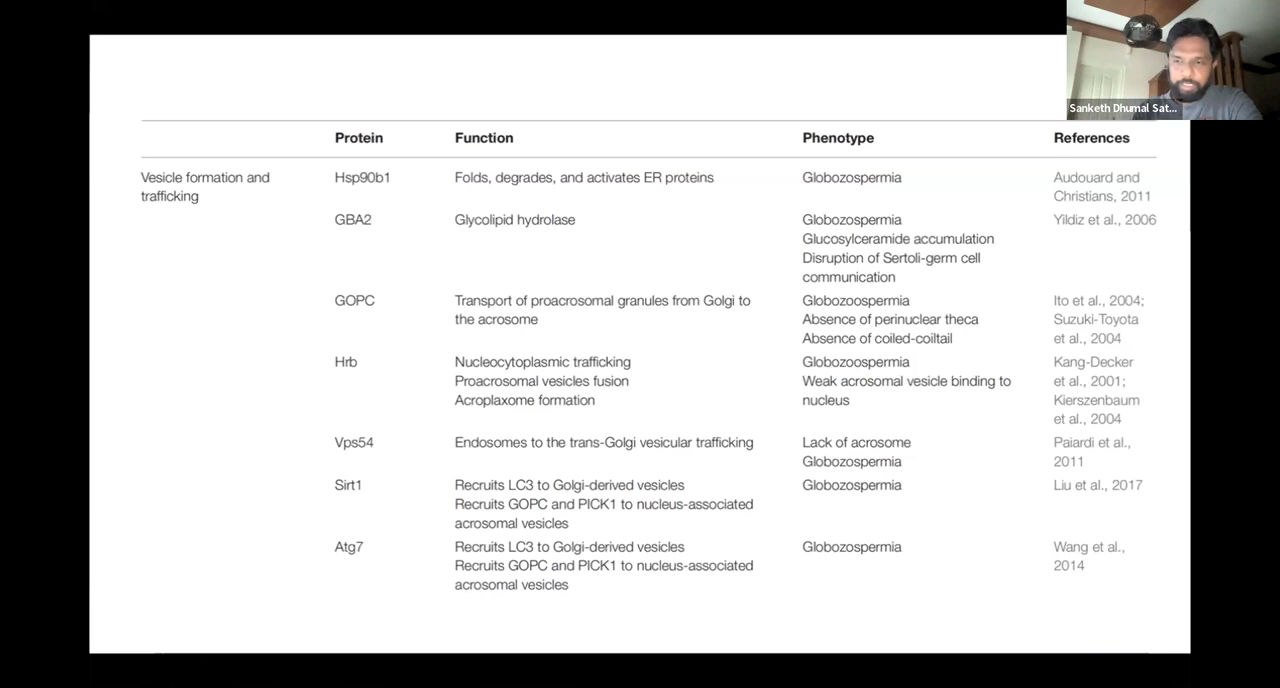 Sanketh Dhumal Sat...
Protein Function Phenotype References
Vesicle formation and Hsp90b1 Folds, degrades, and activates ER proteins Globozospermia Audouard and
trafficking Christians, 2011
GBA2 Glycolipid hydrolase Globozospermia Yildiz et al., 2006
Glucosylceramide accumulation
Disruption of Sertoli-germ cell
communication
GOPC Transport of proacrosomal granules from Golgi to Globozoospermia Ito et al., 2004;
the acrosome Absence of perinuclear theca Suzuki-Toyota
Absence of coiled-coiltail et al., 2004
Hrb Nucleocytoplasmic trafficking Globozoospermia Kang-Decker
Proacrosomal vesicles fusion Weak acrosomal vesicle binding to et al., 2001;
Acroplaxome formation nucleus Kierszenbaum
et al., 2004
Vps54 Endosomes to the trans-Golgi vesicular trafficking Lack of acrosome Paiardi et al.,
Globozospermia 2011
Sirt1 Recruits LC3 to Golgi-derived vesicles Globozospermia Liu et al., 2017
Recruits GOPC and PICK1 to nucleus-associated
acrosomal vesicles
Atg7 Recruits LC3 to Golgi-derived vesicles Globozospermia Wang et al.,
Recruits GOPC and PICK1 to nucleus-associated 2014
acrosomal vesicles